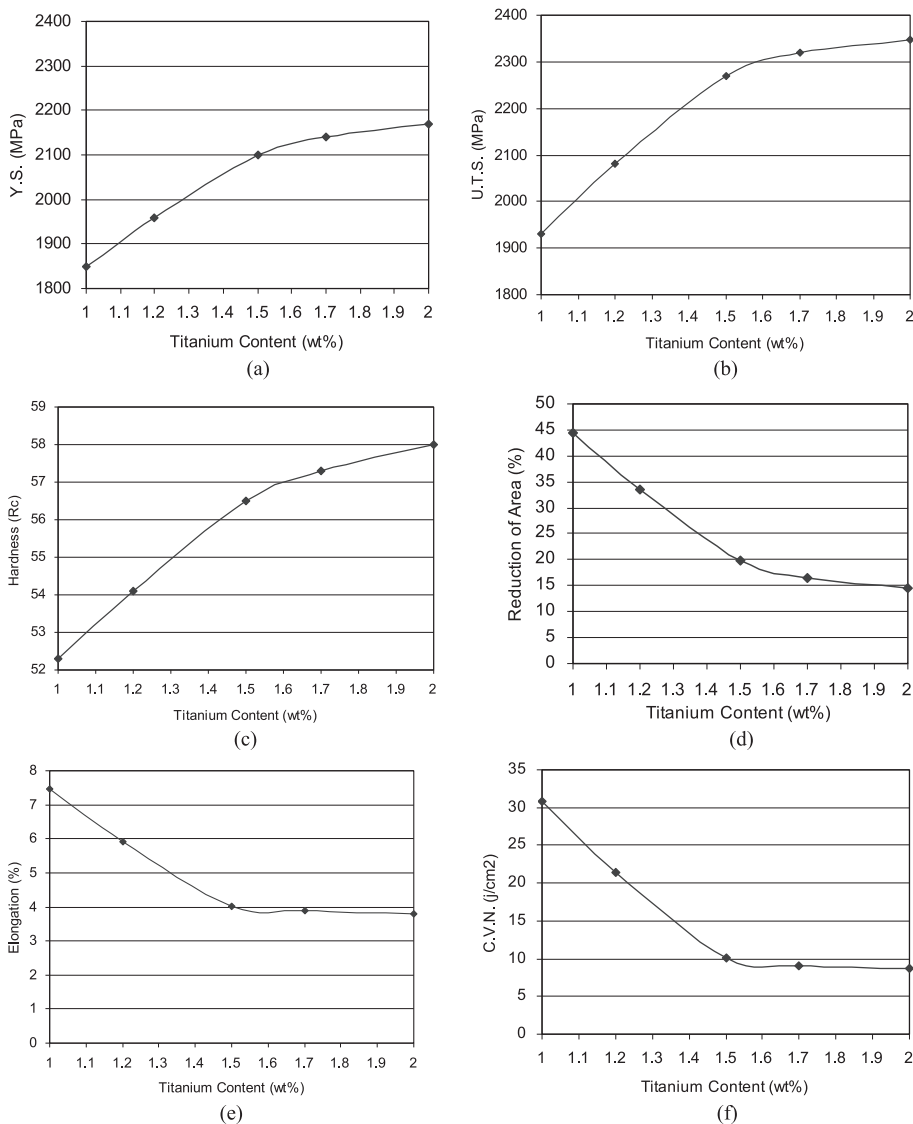 2400
2300
2200
2100
2000
1900
1800
Y.S. (MPa)
1 1.1 1.2 1.3 1.4 1.5 1.6 1.7 1.8 1.9 2
Titanium Content (wt%)
(a)
2400
2300
2200
2100
2000
1900
1800
U.T.S. (MPa)
1 1.1 1.2 1.3 1.4 1.5 1.6 1.7 1.8 1.9 2
Titanium Content (wt%)
(b)
59
58
57
56
55
54
53
52
Hardness (Rc)
1 1.1 1.2 1.3 1.4 1.5 1.6 1.7 1.8 1.9 2
Titanium Content (wt%)
(c)
50
45
40
35
30
25
20
15
10
5
0
Reduction of Area (%)
1 1.1 1.2 1.3 1.4 1.5 1.6 1.7 1.8 1.9 2
Titanium Content (wt%)
(d)
8
7
6
5
4
3
2
1
0
Elongation (%)
1 1.1 1.2 1.3 1.4 1.5 1.6 1.7 1.8 1.9 2
Titanium Content (wt%)
(e)
35
30
25
20
15
10
5
0
C.V.N. (j/cm2)
1 1.1 1.2 1.3 1.4 1.5 1.6 1.7 1.8 1.9 2
Titanium Content (wt%)
(f)